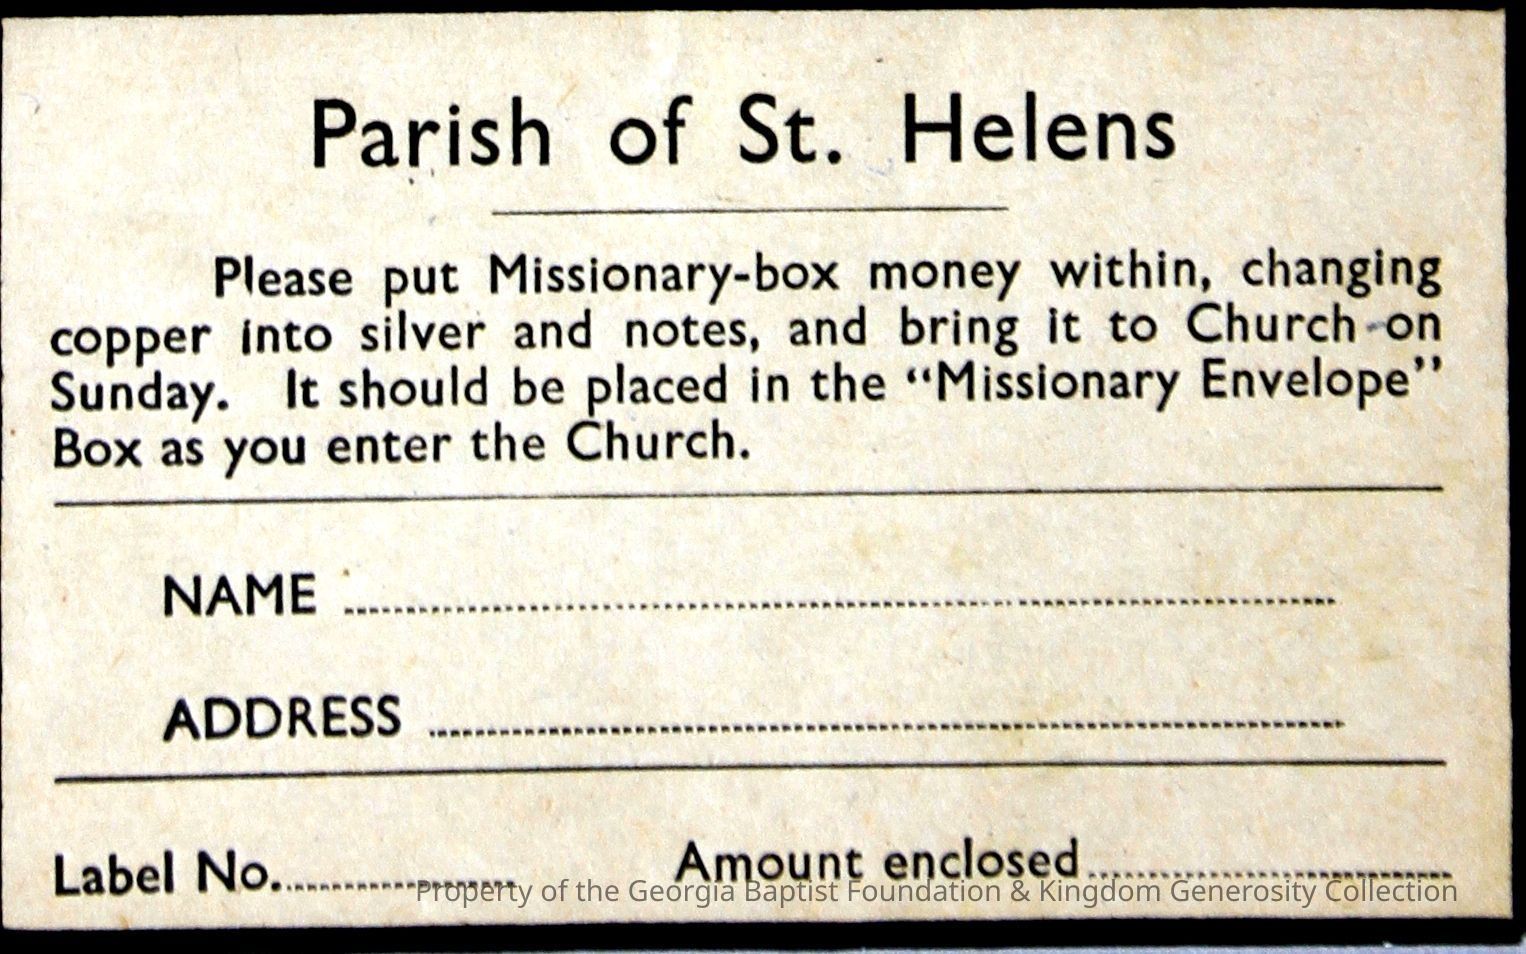 Parish of St. Helens
Please put Missionary-box money within, changing
copper into silver and notes, and bring it to Church on
Sunday. It should be placed in the “Missionary Envelope”
Box as you enter the Church.
NAME ................................................
ADDRESS ................................................
Label No. ................ Amount enclosed ................
Property of the Georgia Baptist Foundation & Kingdom Generosity Collection